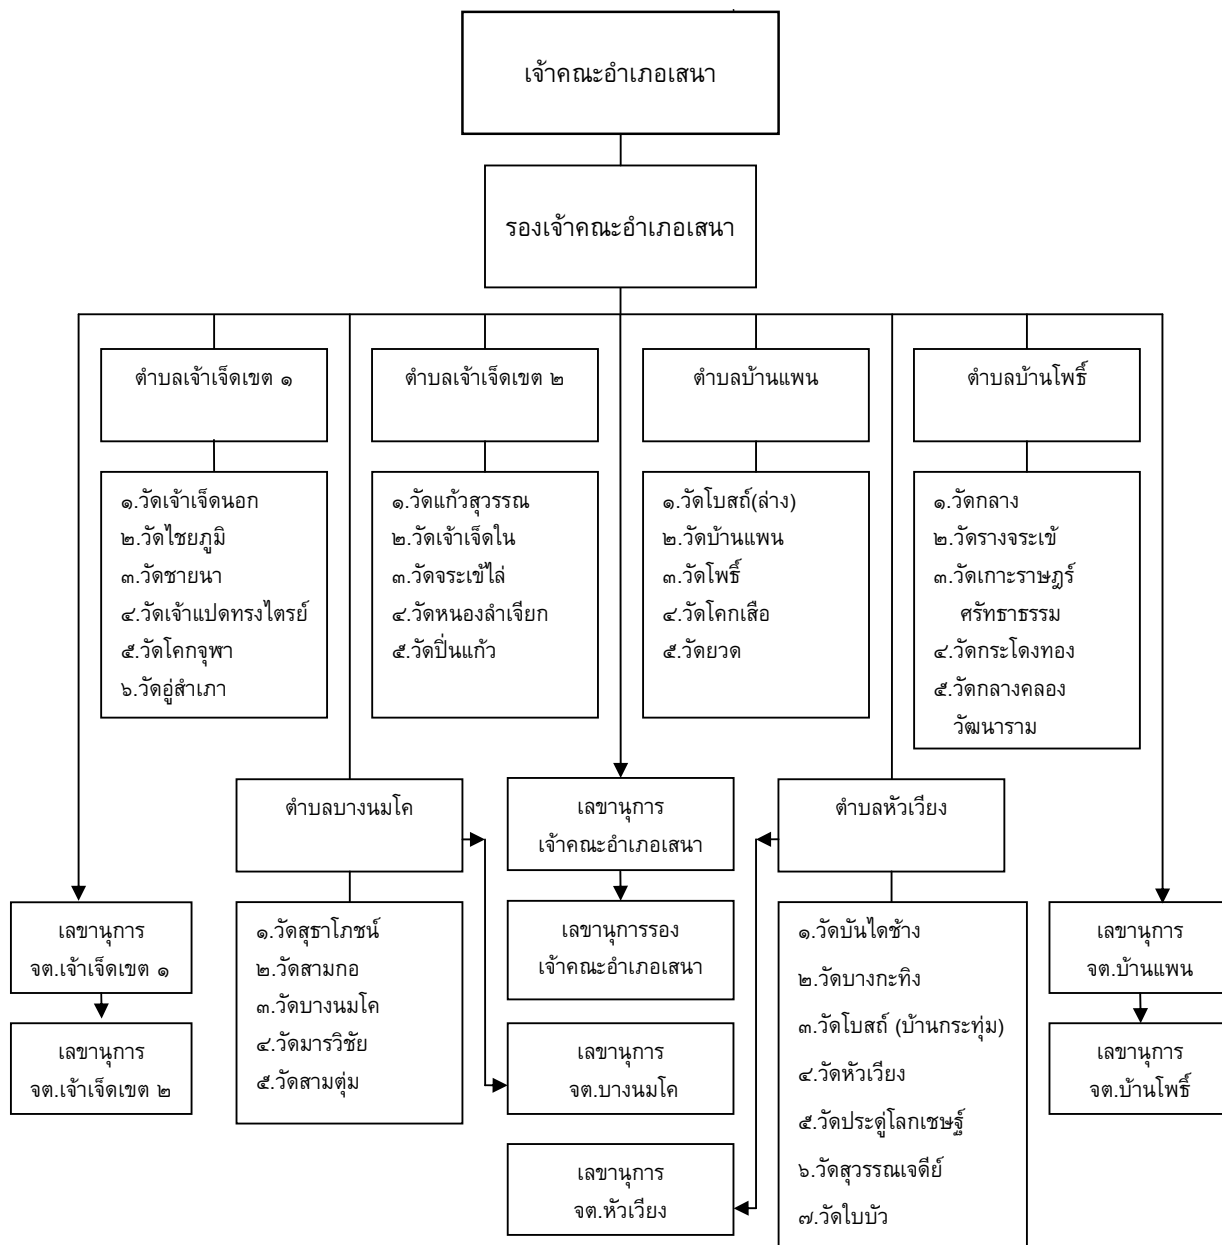 เจ้าคณะอำเภอเสนา
รองเจ้าคณะอำเภอเสนา
ตำบลเจ้าเจ็ดเขต ๑
๑.วัดเจ้าเจ็ดนอก
๒.วัดไชยภูมิ
๓.วัดชายนา
๔.วัดเจ้าแปดทรงไตรย์
๕.วัดโคกจุฬา
๖.วัดอู่สำเภา
ตำบลเจ้าเจ็ดเขต ๒
๑.วัดแก้วสุวรรณ
๒.วัดเจ้าเจ็ดใน
๓.วัดจระเข้ไล่
๔.วัดหนองลำเจียก
๕.วัดปิ่นแก้ว
ตำบลบ้านแพน
๑.วัดโบสถ์(ล่าง)
๒.วัดบ้านแพน
๓.วัดโพธิ์
๔.วัดโคกเสือ
๕.วัดยวด
ตำบลบ้านโพธิ์
๑.วัดกลาง
๒.วัดรางจระเข้
๓.วัดเกาะราษฎร์
ศรัทธาธรรม
๔.วัดกระโดงทอง
๕.วัดกลางคลอง
วัฒนาราม
ตำบลบางนมโค
๑.วัดสุธาโภชน์
๒.วัดสามกอ
๓.วัดบางนมโค
๔.วัดมารวิชัย
๕.วัดสามตุ่ม
เลขานุการ
เจ้าคณะอำเภอเสนา
เลขานุการรอง
เจ้าคณะอำเภอเสนา
เลขานุการ
จต.บางนมโค
เลขานุการ
จต.หัวเวียง
ตำบลหัวเวียง
๑.วัดบันไดช้าง
๒.วัดบางกะทิง
๓.วัดโบสถ์ (บ้านกระทุ่ม)
๔.วัดหัวเวียง
๕.วัดประดู่โลกเชษฐ์
๖.วัดสุวรรณเจดีย์
๗.วัดใบบัว
เลขานุการ
จต.เจ้าเจ็ดเขต ๑
เลขานุการ
จต.เจ้าเจ็ดเขต ๒
เลขานุการ
จต.บ้านแพน
เลขานุการ
จต.บ้านโพธิ์